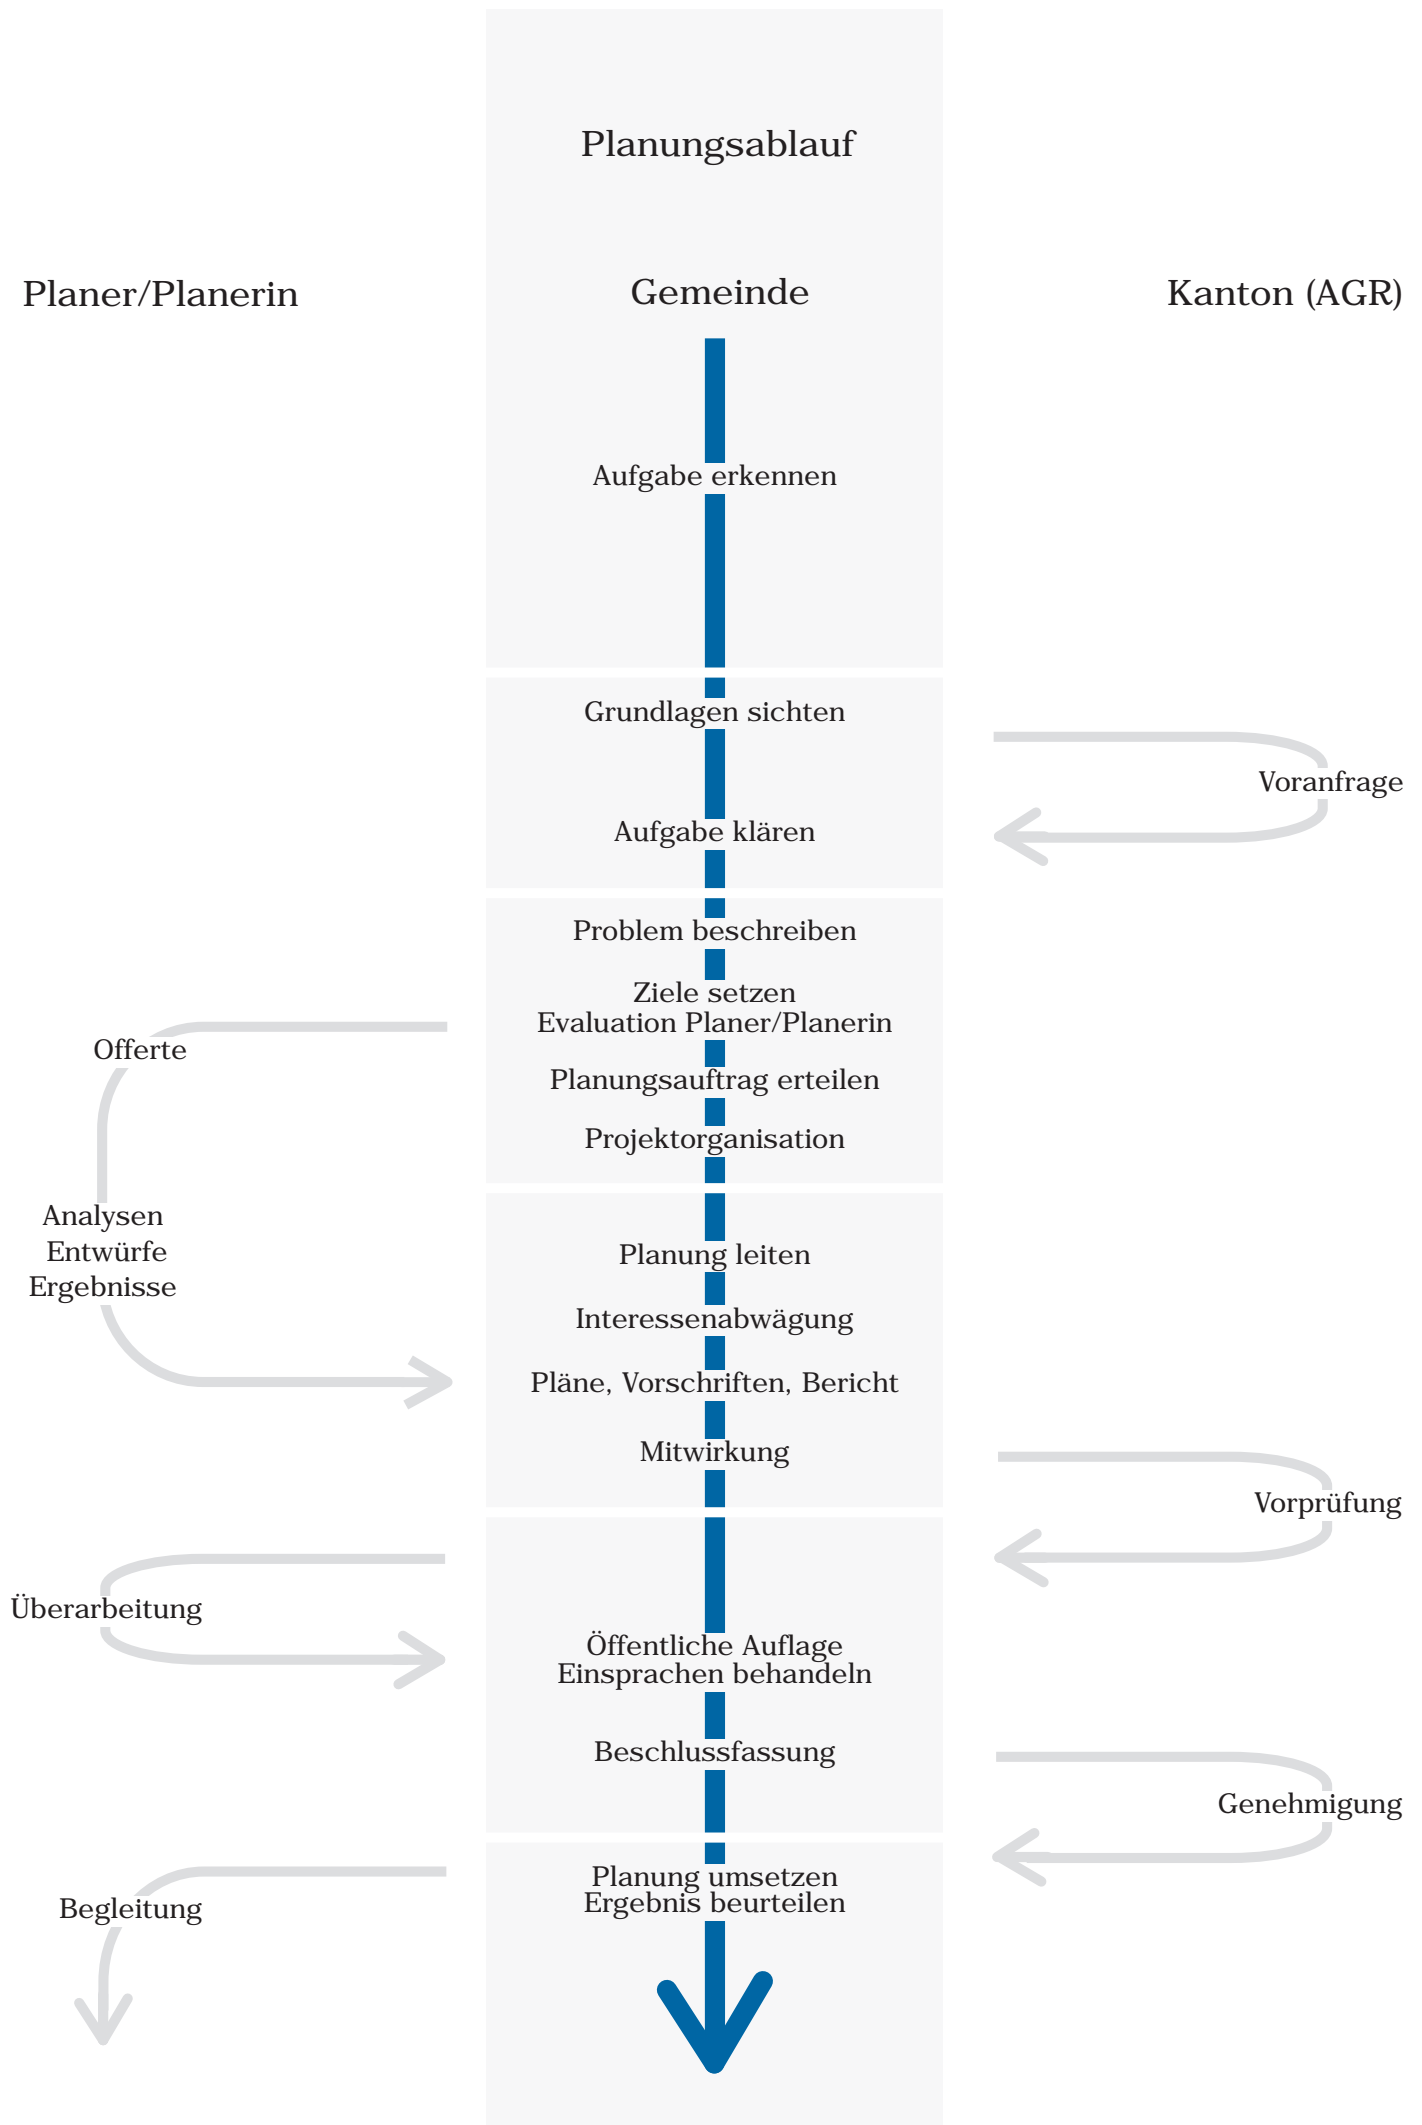 Planungsablauf
Planer/Planerin
Gemeinde
Kanton (AGR)
Aufgabe erkennen
Grundlagen sichten
Voranfrage
Aufgabe klären
Problem beschreiben
Ziele setzen
Evaluation Planer/Planerin
Offerte
Planungsauftrag erteilen
Projektorganisation
Analysen
Entwürfe
Ergebnisse
Planung leiten
Interessenabwägung
Pläne, Vorschriften, Bericht
Mitwirkung
Vorprüfung
Überarbeitung
Öffentliche Auflage
Einsprachen behandeln
Beschlussfassung
Genehmigung
Planung umsetzen
Ergebnis beurteilen
Begleitung